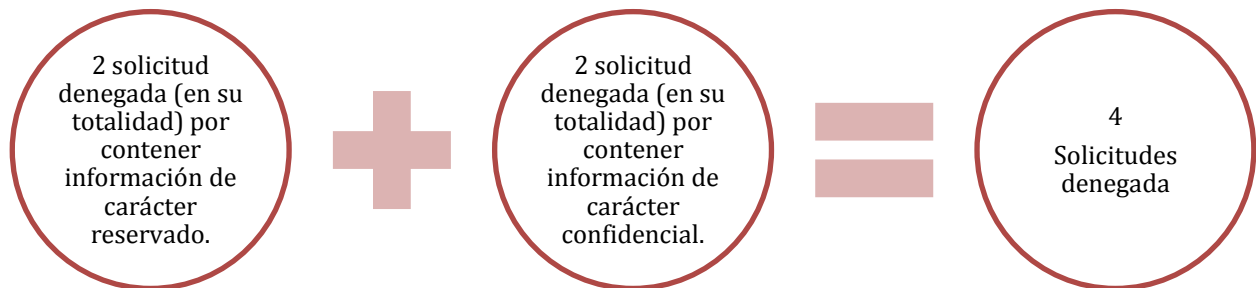 2 solicitud
denegada (en su
totalidad) por
contener
información de
carácter
reservado.
2 solicitud
denegada (en su
totalidad) por
contener
información de
carácter
confidencial.
4
Solicitudes
denegada